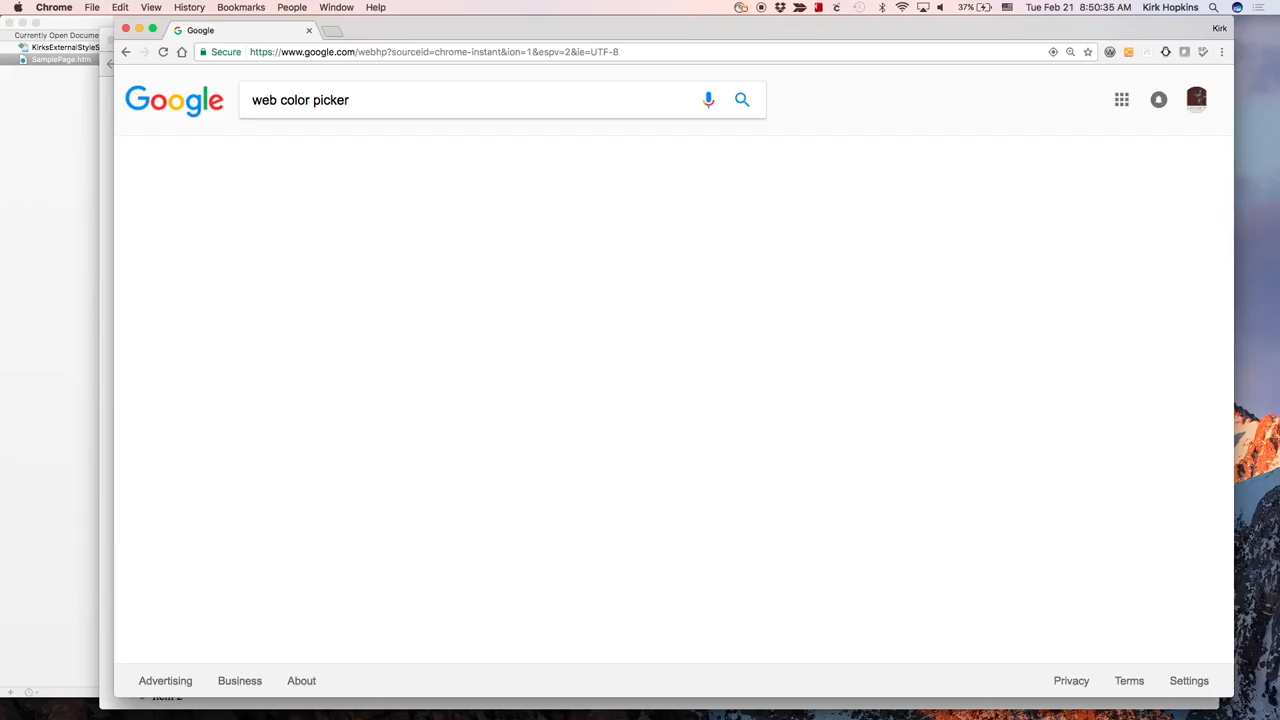 Chrome File Edit View History Bookmarks People Window Help 37% Tue Feb 21 8:50:35 AM Kirk Hopkins
Currently Open Docume
KirksExternalStyleS
SamplePage.htm
Google
Kirk
Secure https://www.google.com/webhp?sourceid=chrome-instant&ion=1&espv=2&ie=UTF-8
Google web color picker
Advertising Business About Privacy Terms Settings